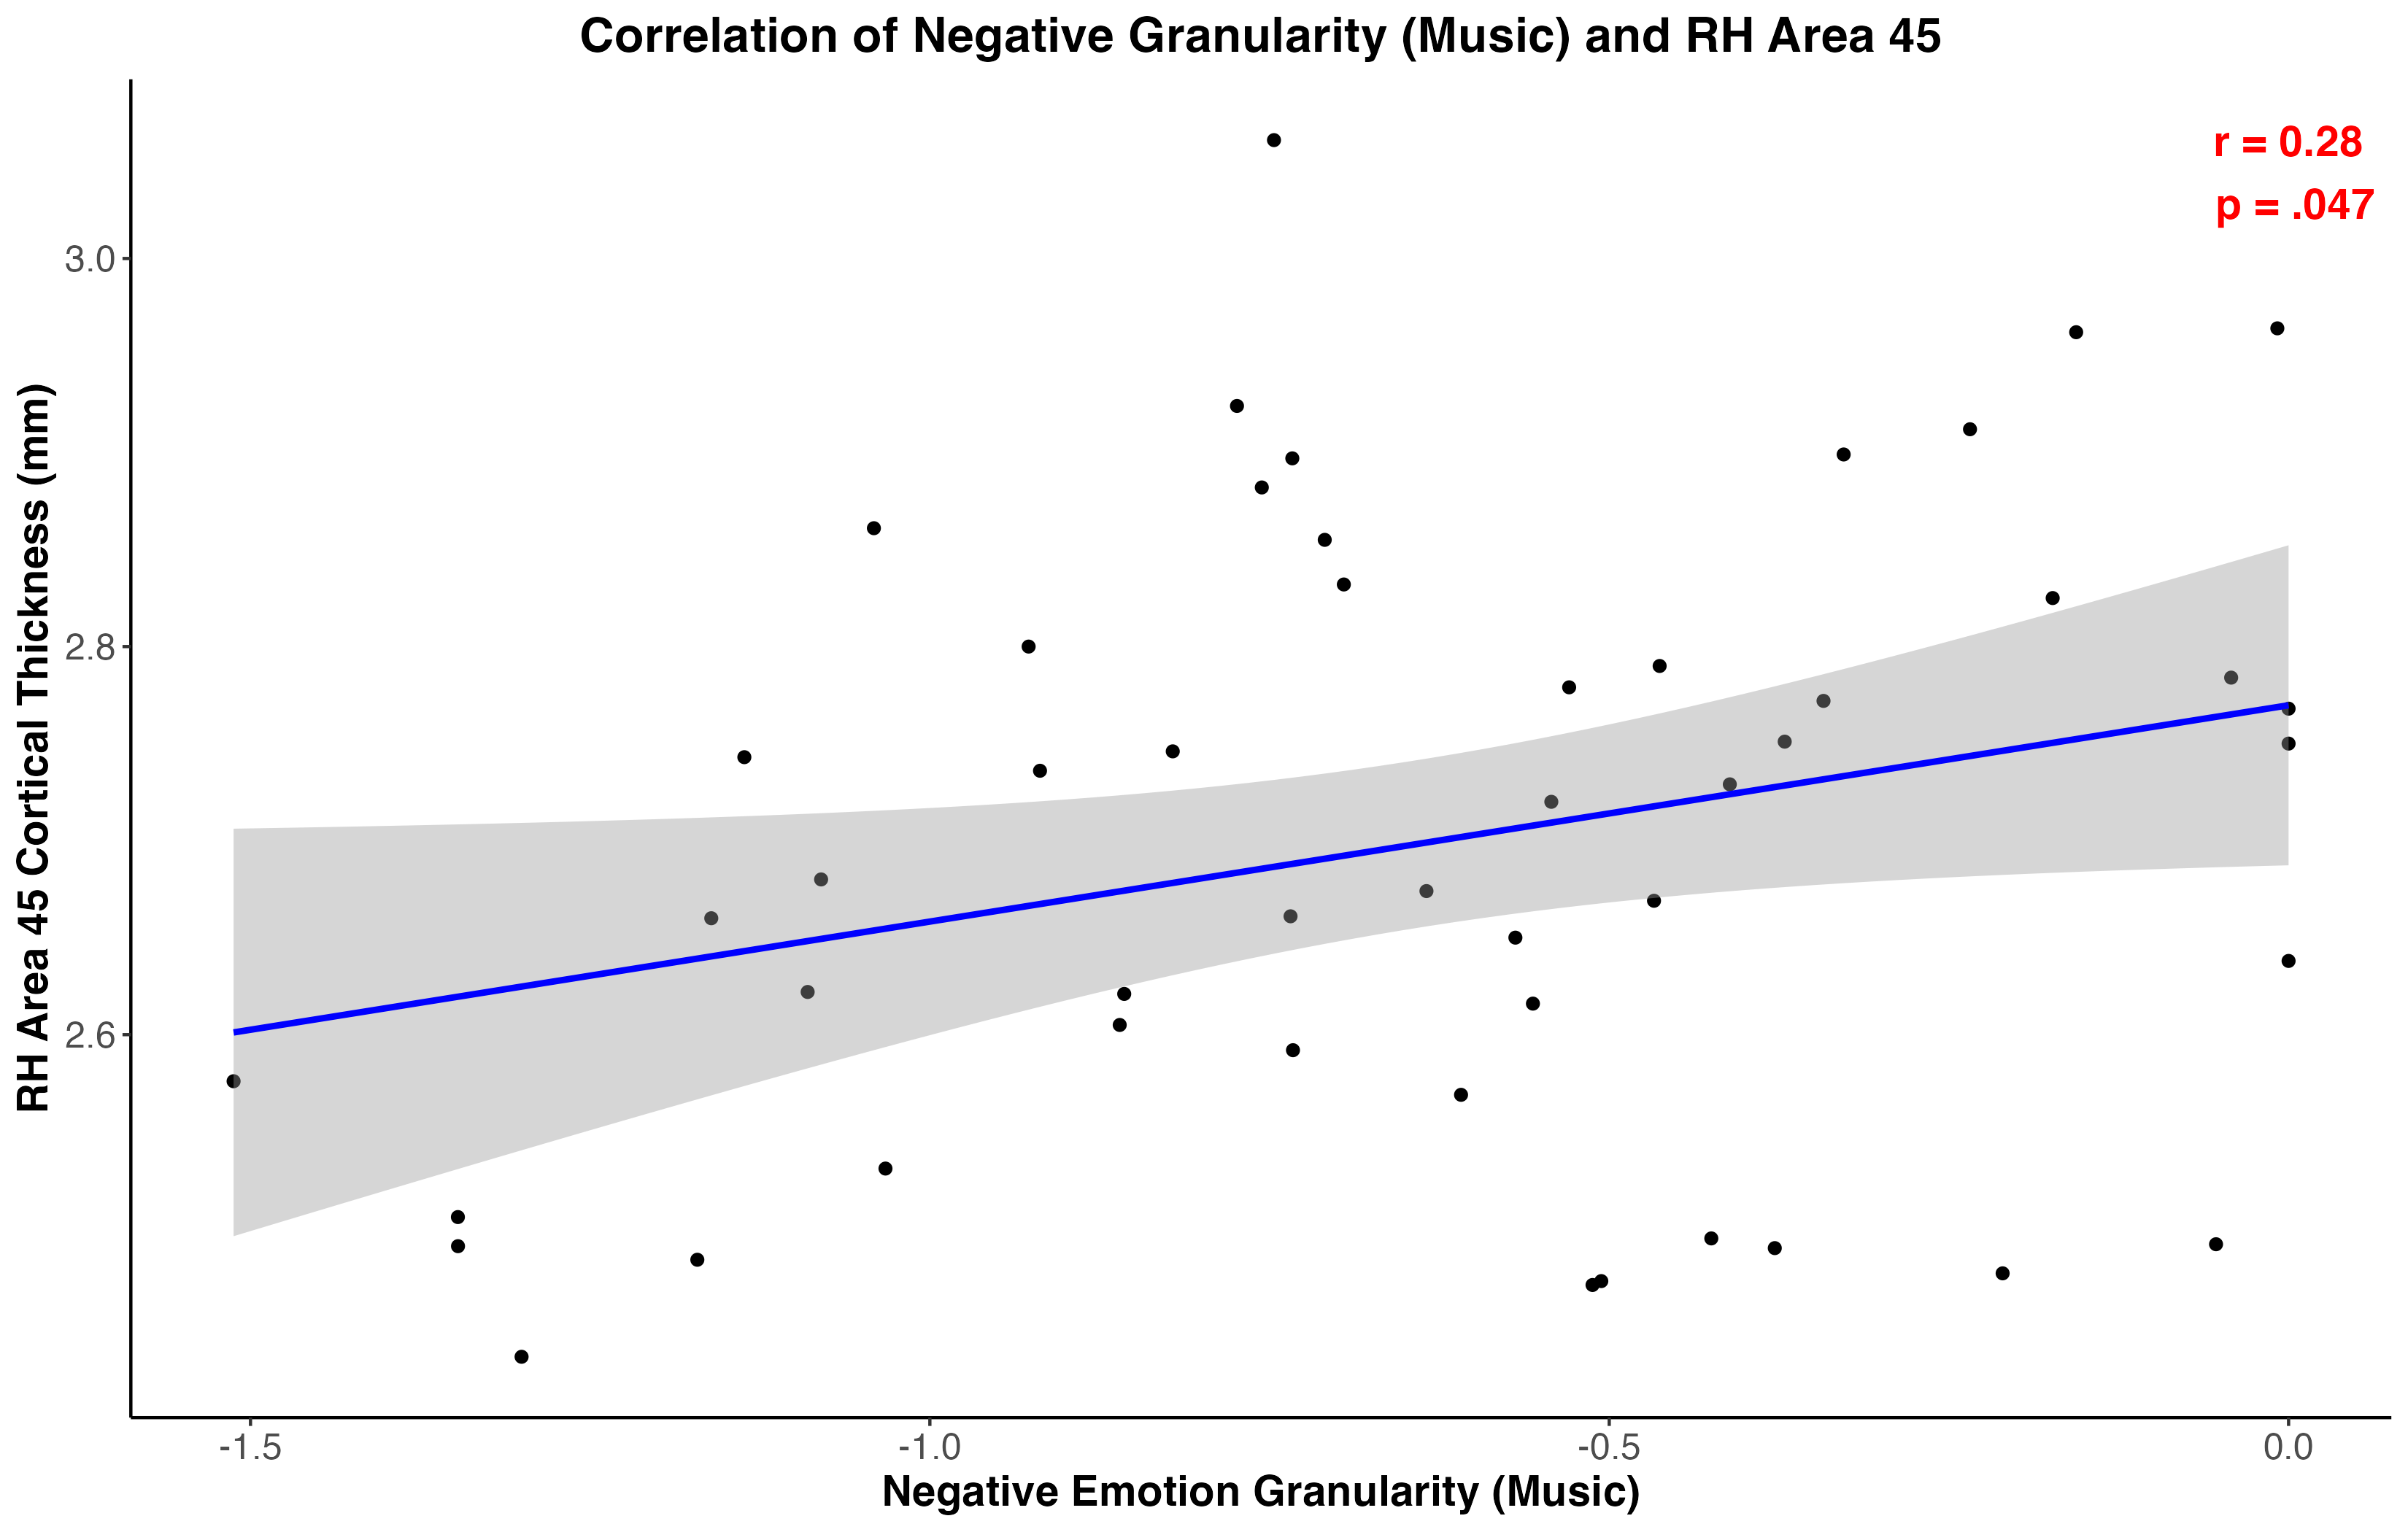 Correlation of Negative Granularity (Music) and RH Area 45
r = 0.28
p = .047
RH Area 45 Cortical Thickness (mm)
3.0
2.8
2.6
-1.5
-1.0
-0.5
0.0
Negative Emotion Granularity (Music)